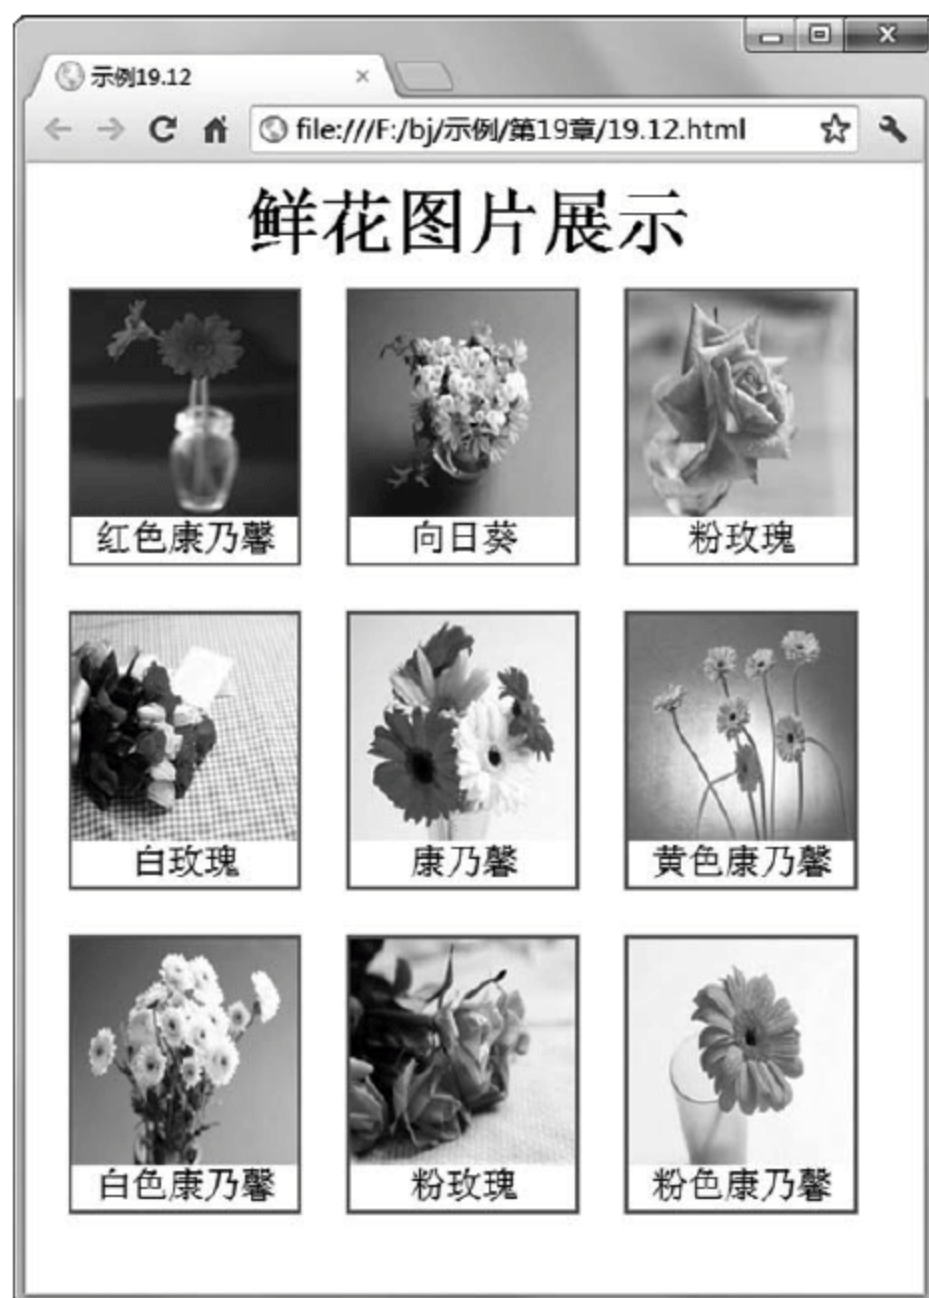 示例19.12
file:///F:/bj/示例/第19章/19.12.html
鲜花图片展示
红色康乃馨 向日葵 粉玫瑰
白玫瑰 康乃馨 黄色康乃馨
白色康乃馨 粉玫瑰 粉色康乃馨